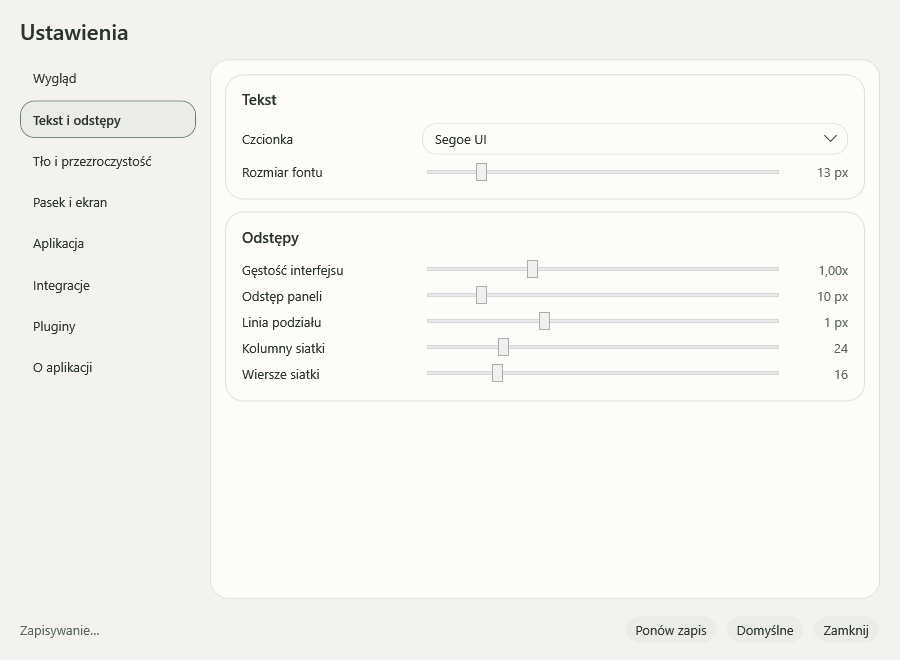 Ustawienia
Wygląd
Tekst i odstępy
Tło i przezroczystość
Pasek i ekran
Aplikacja
Integracje
Pluginy
O aplikacji
Tekst
Czcionka Segoe UI
Rozmiar fontu 13 px
Odstępy
Gęstość interfejsu 1,00x
Odstęp paneli 10 px
Linia podziału 1 px
Kolumny siatki 24
Wiersze siatki 16
Zapisywanie... Ponów zapis Domyślne Zamknij